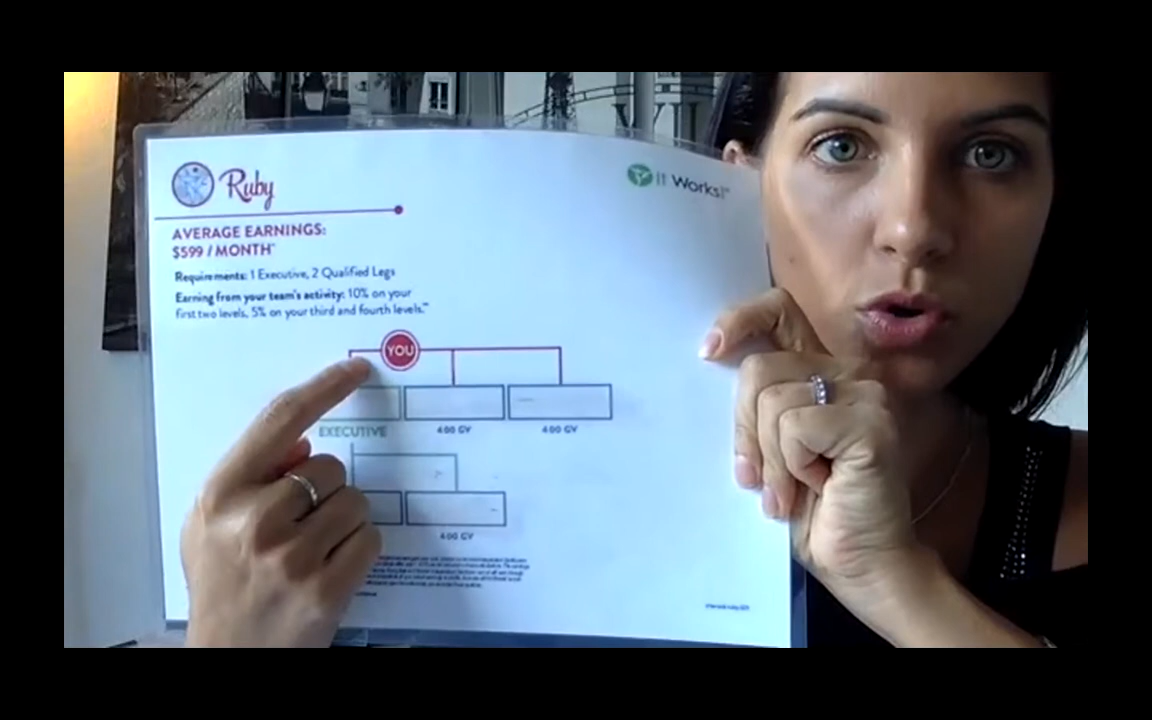 Ruby
It Works!™
AVERAGE EARNINGS:
$599 / MONTH*
Requirements: 1 Executive, 2 Qualified Legs
Earning from your team's activity: 10% on your
first two levels, 5% on your third and fourth levels.**
YOU
EXECUTIVE
400 GV
400 GV
400 GV